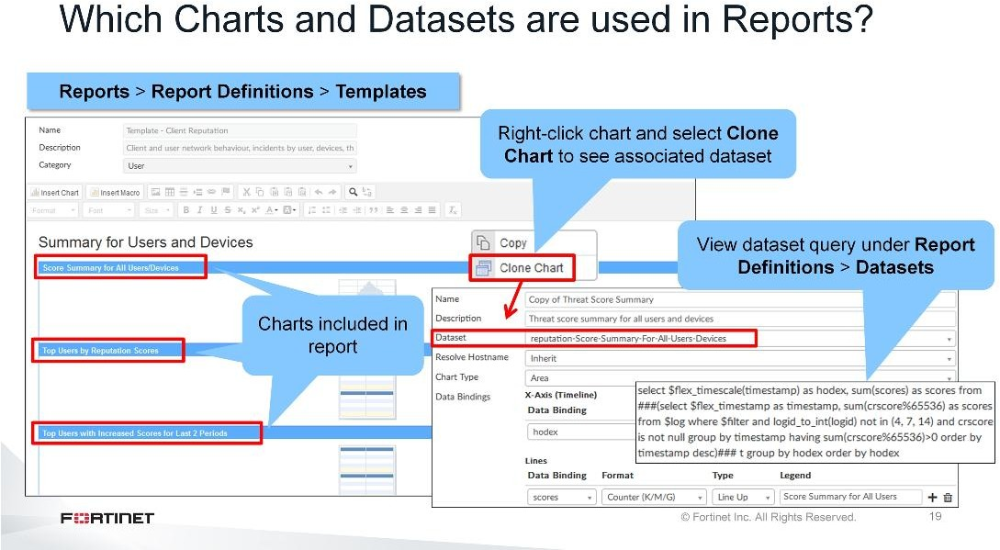 Which Charts and Datasets are used in Reports?
Reports > Report Definitions > Templates
Name
Template - Client Reputation
Description
Client and user network behaviour, incidents by user, devices, th
Category
User
Right-click chart and select Clone
Chart to see associated dataset
Insert Chart
Insert Macro
Format
Font
Size
B I U S x₂ x² A
Summary for Users and Devices
Score Summary for All Users/Devices
Copy
Clone Chart
View dataset query under Report
Definitions > Datasets
Charts included in
report
Top Users by Reputation Scores
Top Users with Increased Scores for Last 2 Periods
Name
Copy of Threat Score Summary
Description
Threat score summary for all users and devices
Dataset
reputation-Score-Summary-For-All-Users-Devices
Resolve Hostname
Inherit
Chart Type
Area
Data Bindings
X-Axis (Timeline)
Data Binding
hodex
select $flex_timescale(timestamp) as hodex, sum(scores) as scores from
###(select $flex_timestamp as timestamp, sum(crscore%65536) as scores
from $log where $filter and logid_to_int(logid) not in (4, 7, 14) and crscore
is not null group by timestamp having sum(crscore%65536)>0 order by
timestamp desc)### t group by hodex order by hodex
Lines
Data Binding Format Type Legend
scores Counter (K/M/G) Line Up Score Summary for All Users
FORTINET
© Fortinet Inc. All Rights Reserved.
19